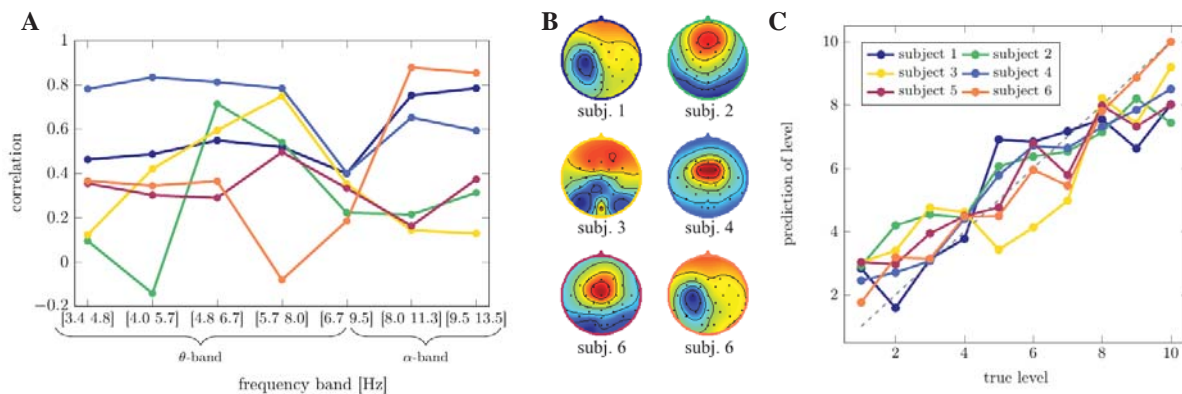 A
1
0.8
0.6
0.4
0.2
0
−0.2
correlation
[3.4 4.8] [4.0 5.7] [4.8 6.7] [5.7 8.0] [6.7 9.5] [8.0 11.3] [9.5 13.5]
θ-band
α-band
frequency band [Hz]
B
subj. 1
subj. 2
subj. 3
subj. 4
subj. 6
subj. 6
C
10
8
6
4
2
prediction of level
subject 1
subject 2
subject 3
subject 4
subject 5
subject 6
2 4 6 8 10
true level